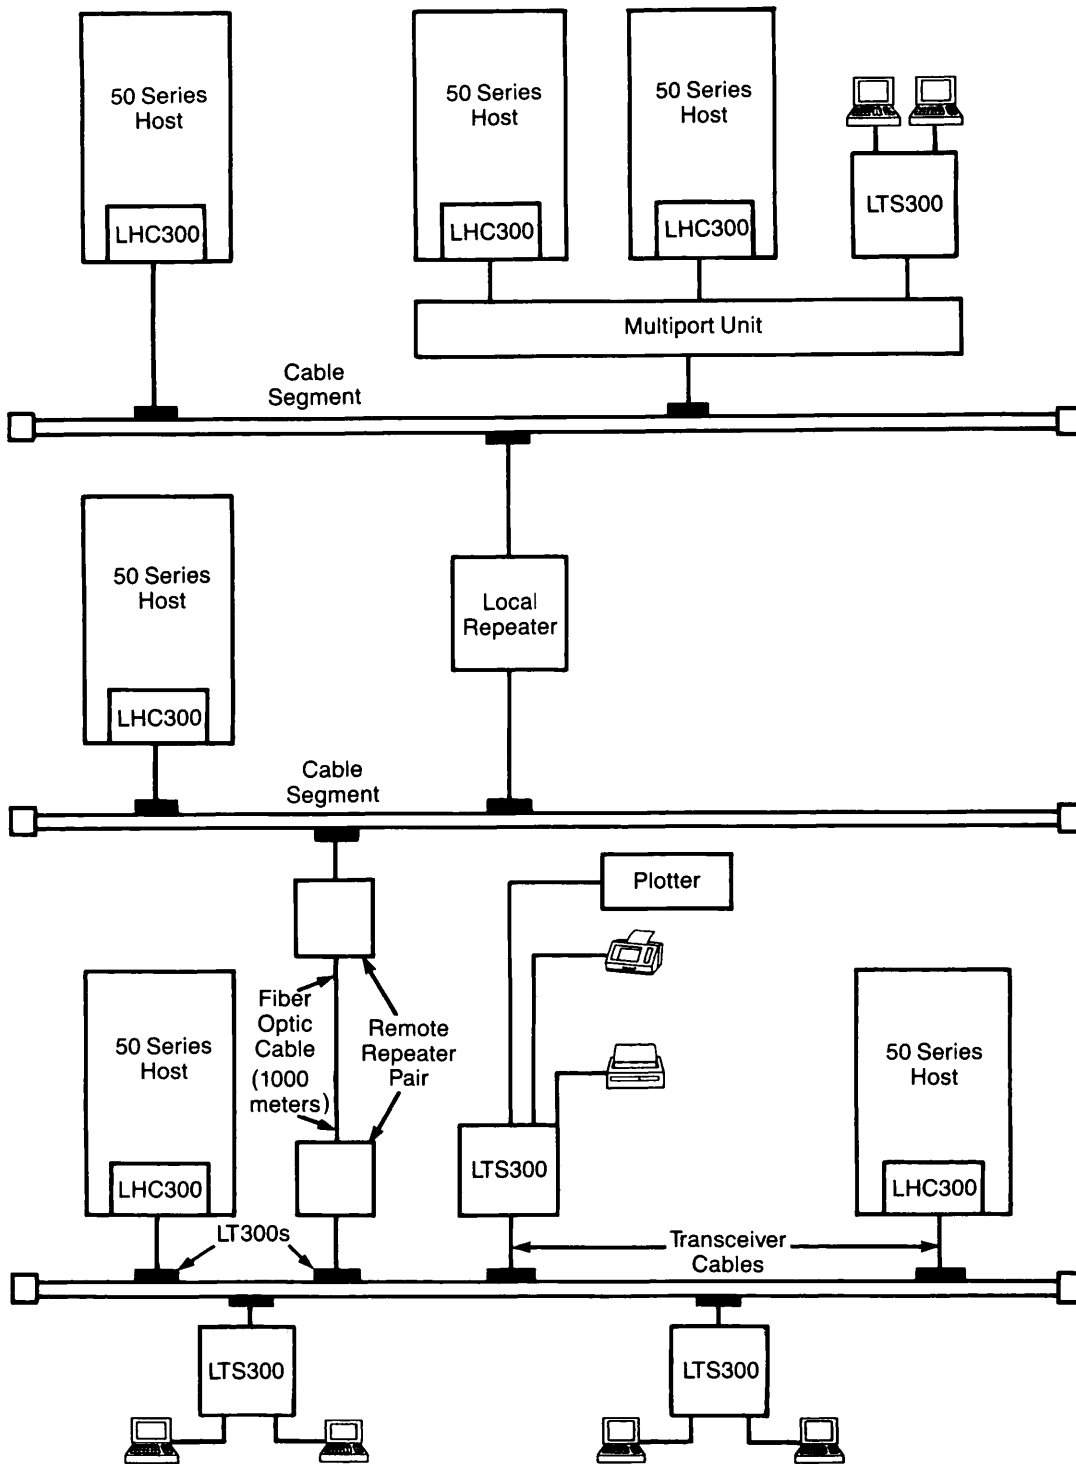 50 Series
Host
LHC300
50 Series
Host
LHC300
50 Series
Host
LHC300
LTS300
Multiport Unit
Cable
Segment
50 Series
Host
LHC300
Local
Repeater
Cable
Segment
Plotter
50 Series
Host
LHC300
Fiber
Optic
Cable
(1000
meters)
Remote
Repeater
Pair
LTS300
50 Series
Host
LHC300
LT300s
Transceiver
Cables
LTS300
LTS300